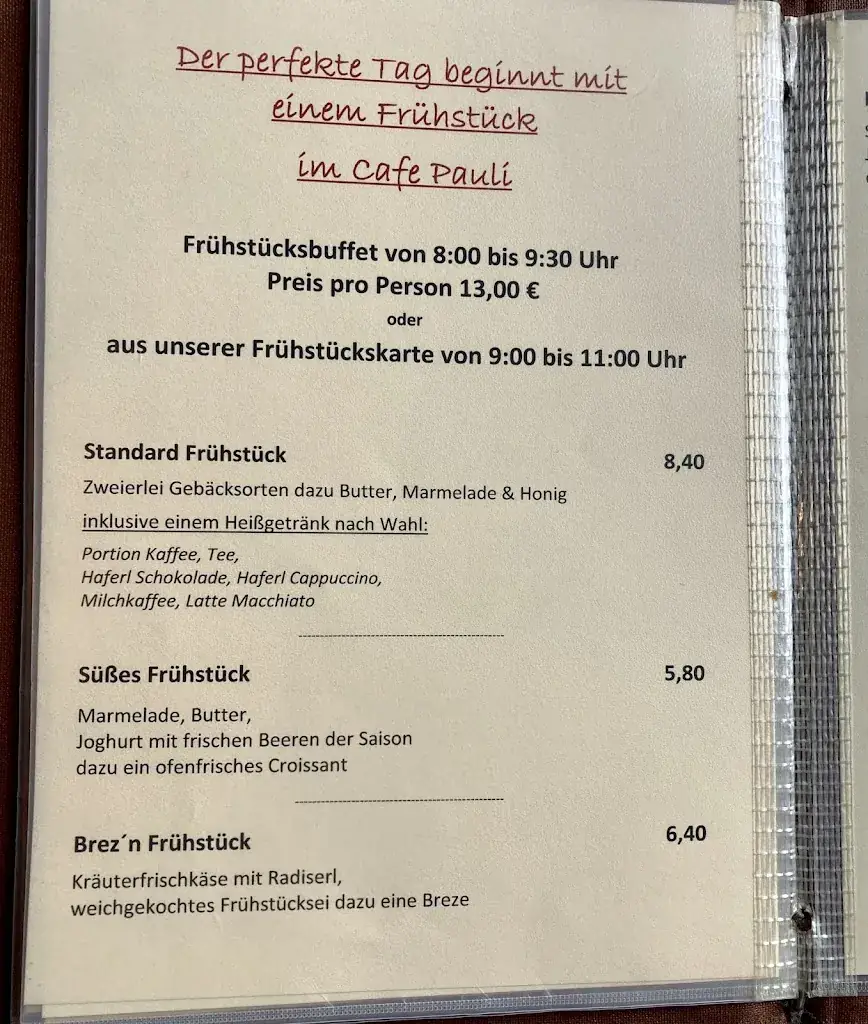 Der perfekte Tag beginnt mit
einem Frühstück
im Cafe Pauli
Frühstücksbuffet von 8:00 bis 9:30 Uhr
Preis pro Person 13,00 €
oder
aus unserer Frühstückskarte von 9:00 bis 11:00 Uhr
Standard Frühstück 8,40
Zweierlei Gebäcksorten dazu Butter, Marmelade & Honig
inklusive einem Heißgetränk nach Wahl:
Portion Kaffee, Tee,
Haferl Schokolade, Haferl Cappuccino,
Milchkaffee, Latte Macchiato
Süßes Frühstück 5,80
Marmelade, Butter,
Joghurt mit frischen Beeren der Saison
dazu ein ofenfrisches Croissant
Brez´n Frühstück 6,40
Kräuterfrischkäse mit Radiserl,
weichgekochtes Frühstücksei dazu eine Breze